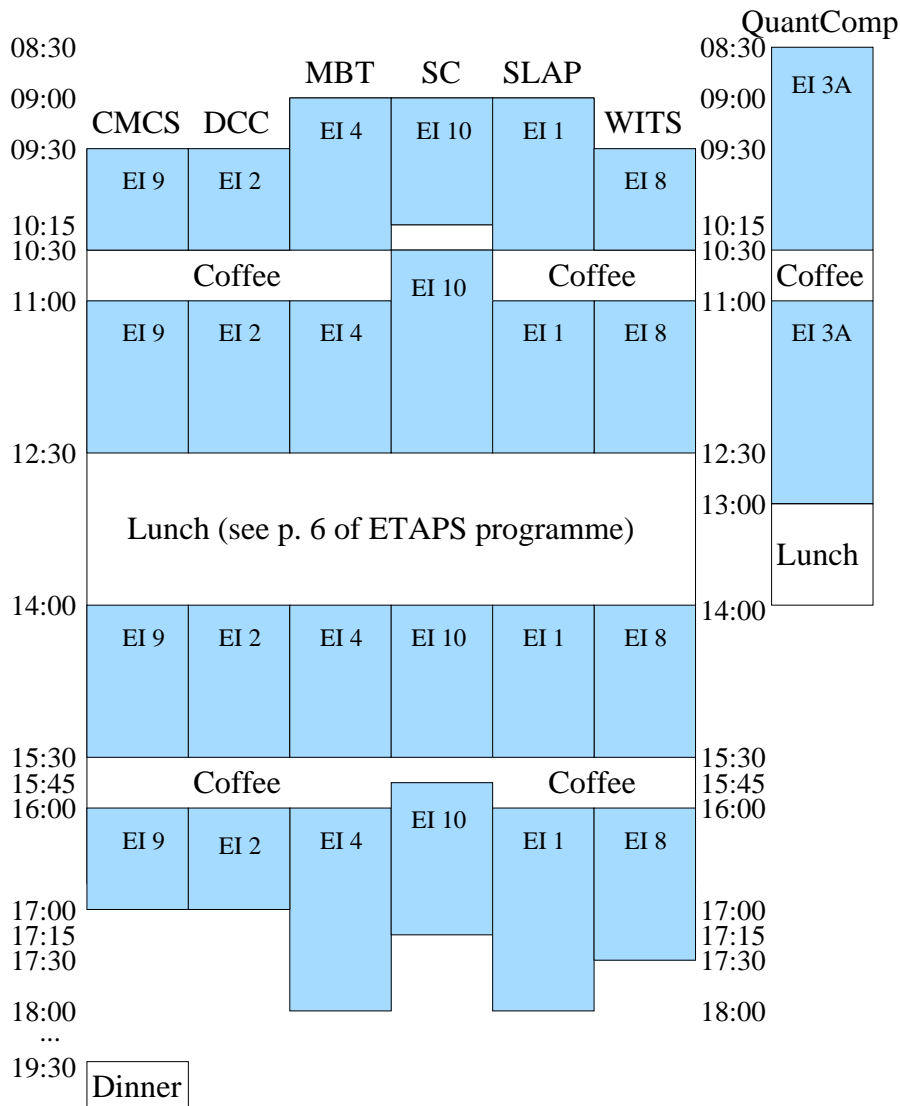 QuantComp
08:30 08:30
MBT SC SLAP EI 3A
09:00 EI 4 EI 10 EI 1 09:00
CMCS DCC WITS
09:30 09:30
EI 9 EI 2 EI 8
10:15 10:15
10:30 10:30
Coffee EI 10 Coffee Coffee
11:00 11:00
EI 9 EI 2 EI 4 EI 1 EI 8 EI 3A
12:30 12:30
13:00
Lunch (see p. 6 of ETAPS programme) Lunch
14:00 14:00
EI 9 EI 2 EI 4 EI 10 EI 1 EI 8
15:30 15:30
15:45 Coffee Coffee 15:45
16:00 16:00
EI 9 EI 2 EI 4 EI 10 EI 1 EI 8
17:00 17:00
17:15 17:15
17:30 17:30
18:00 18:00
...
19:30
Dinner